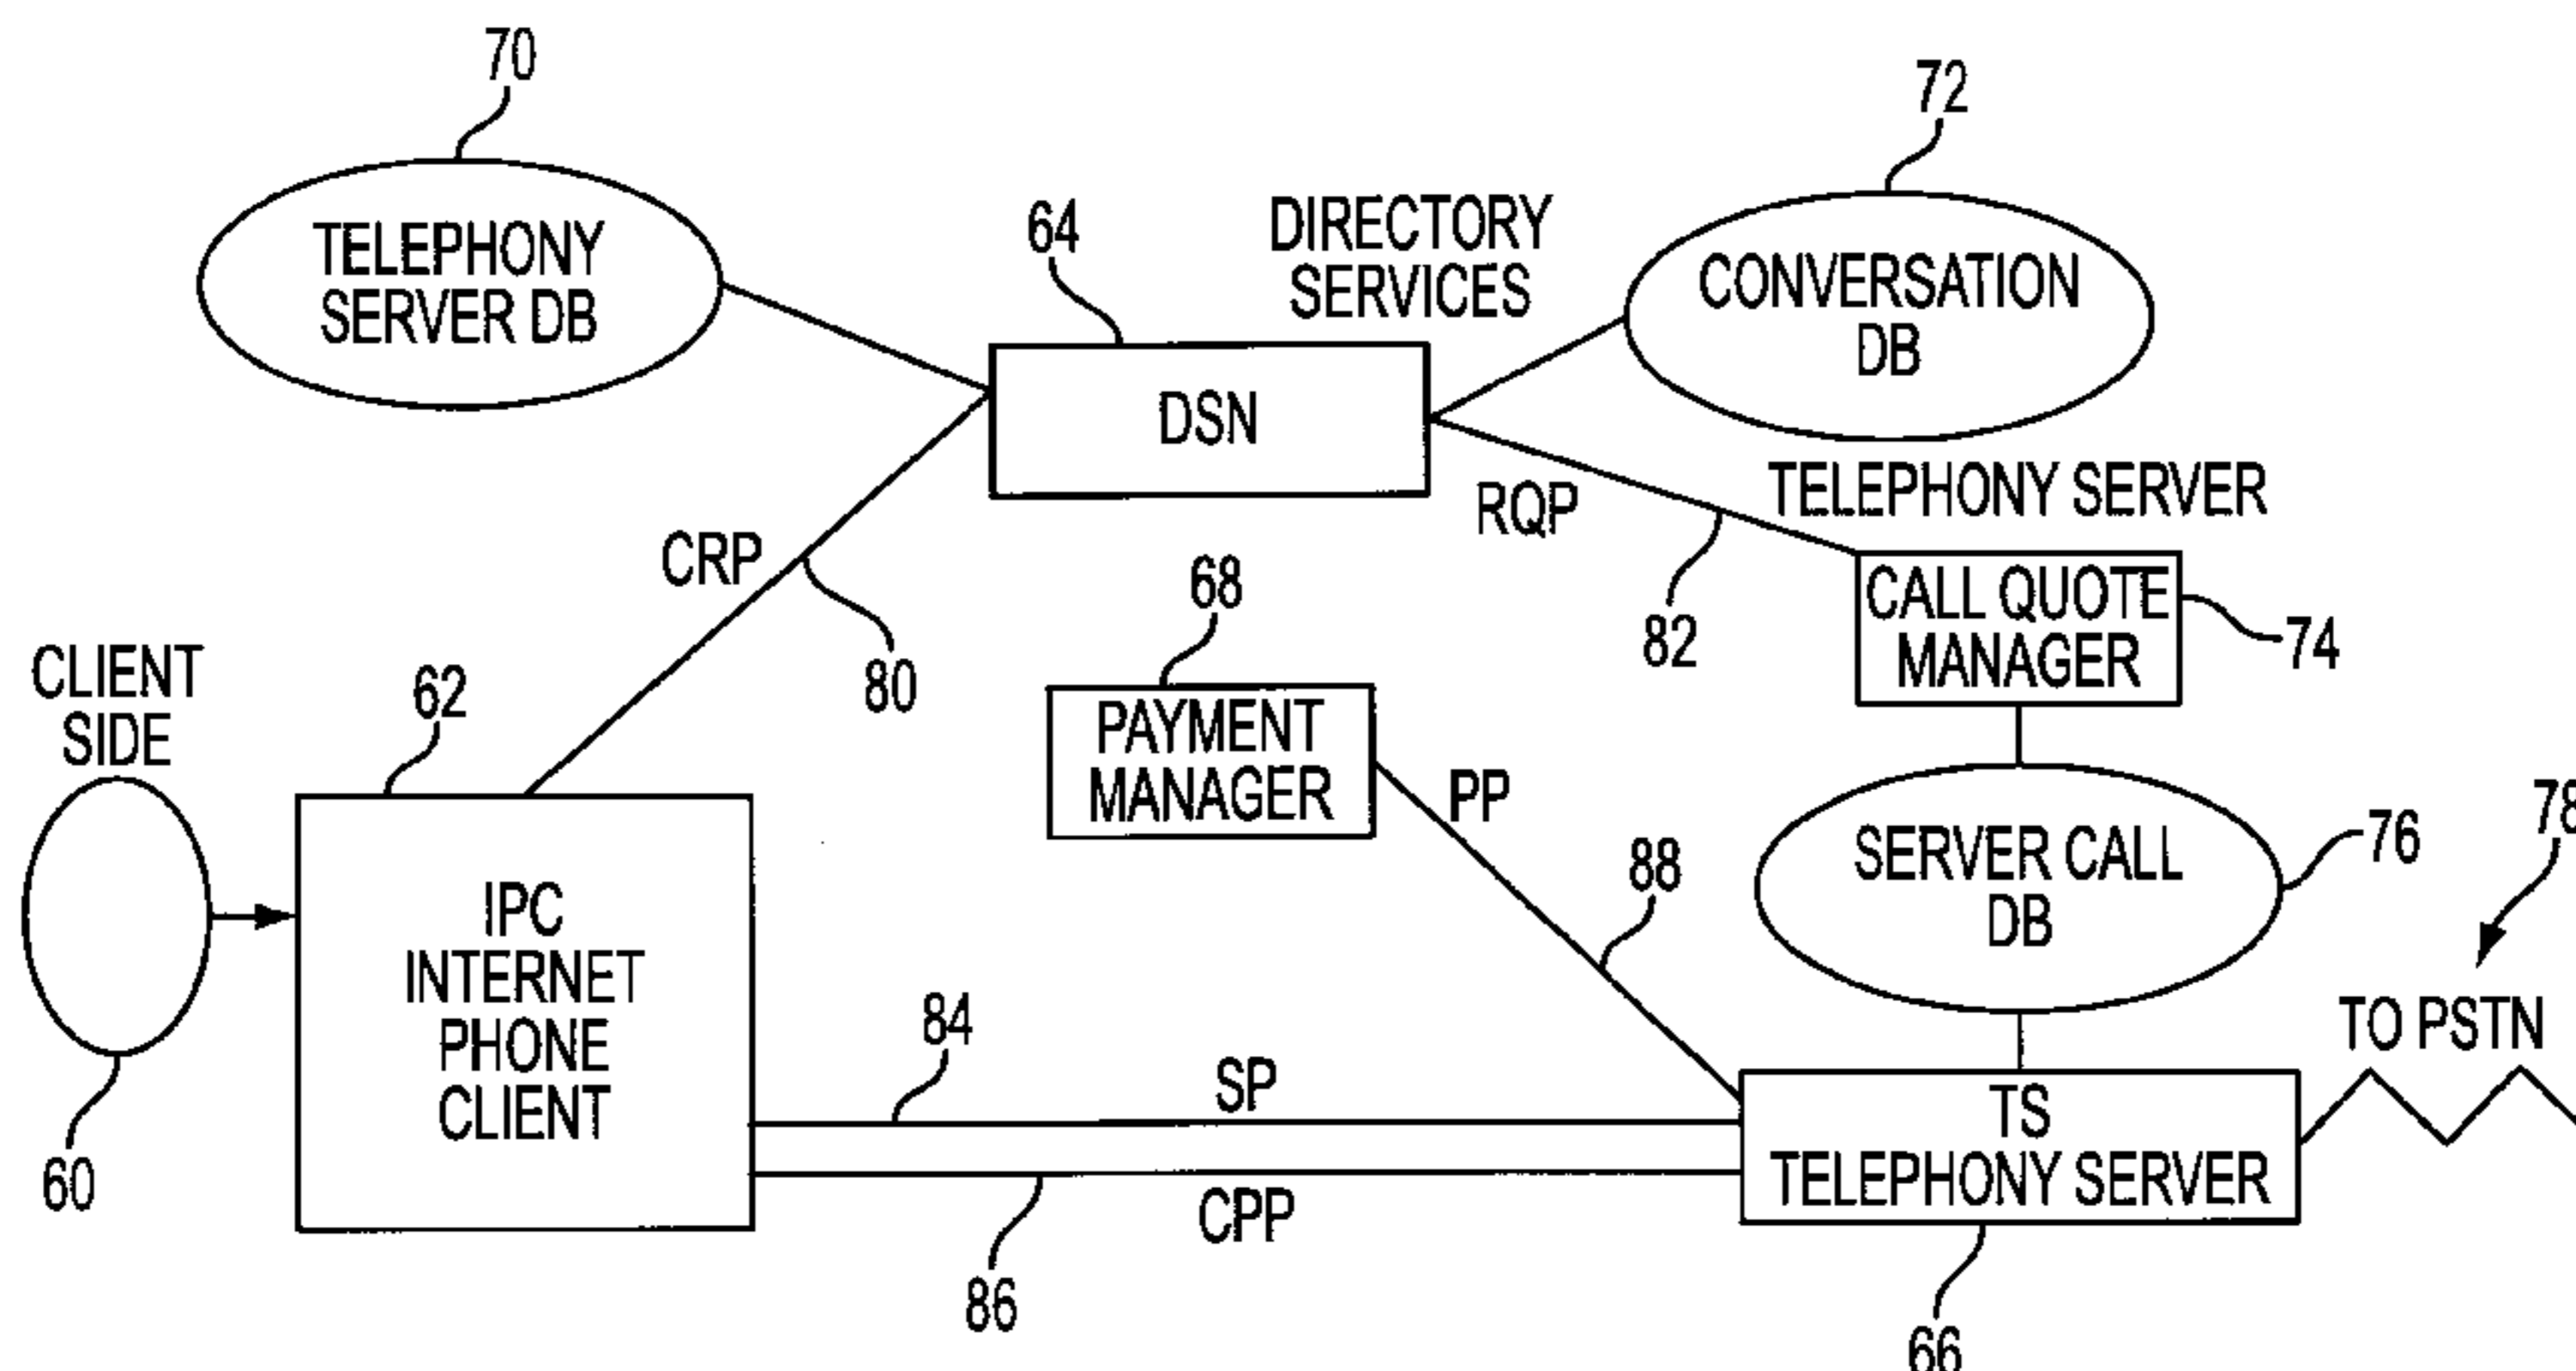 70
72
TELEPHONY
SERVER DB
64
DIRECTORY
SERVICES
CONVERSATION
DB
DSN
TELEPHONY SERVER
RQP
CRP
82
CALL QUOTE
MANAGER
74
68
80
CLIENT
SIDE
62
PAYMENT
MANAGER
PP
88
SERVER CALL
DB
76
78
IPC
INTERNET
PHONE
CLIENT
60
84
SP
TO PSTN
TS
TELEPHONY SERVER
CPP
86
66